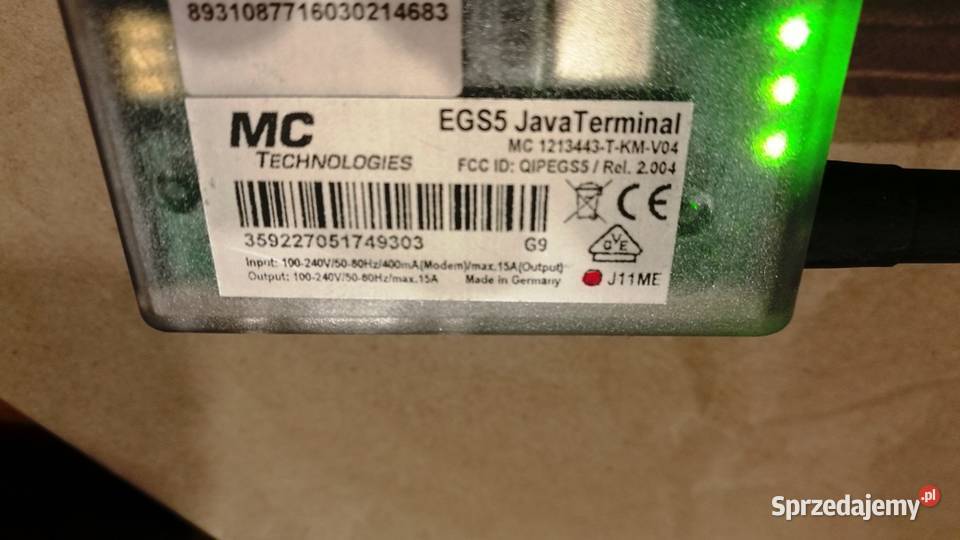 8931087716030214683
MC
TECHNOLOGIES
EGS5 JavaTerminal
MC 1213443-T-KM-V04
FCC ID: QIPEGS5 / Rel. 2.004
CE
359227051749303
G9
VE
Input: 100-240V/50-60Hz/400mA(Modem)/max.15A(Output)
Output: 100-240V/50-60Hz/max.15A
Made in Germany
J11ME
Sprzedajemy.pl